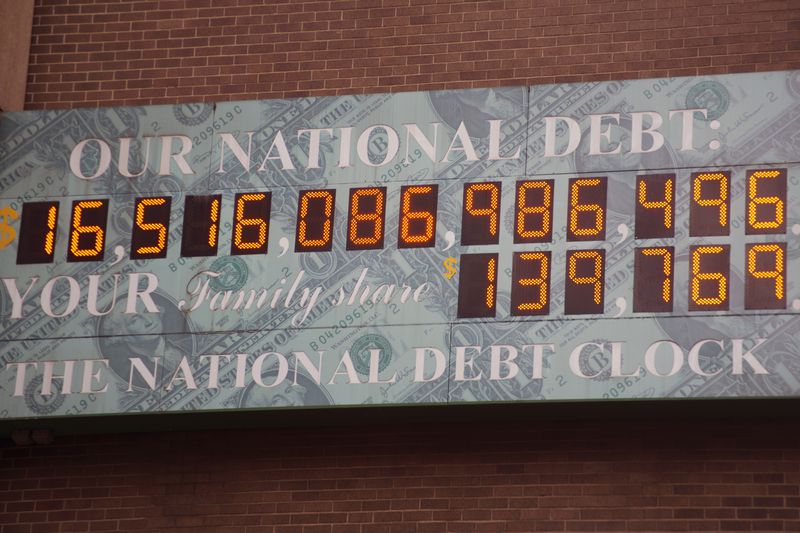 OUR NATIONAL DEBT:
$16,516,086,986,496
YOUR Family share $139,769
THE NATIONAL DEBT CLOCK